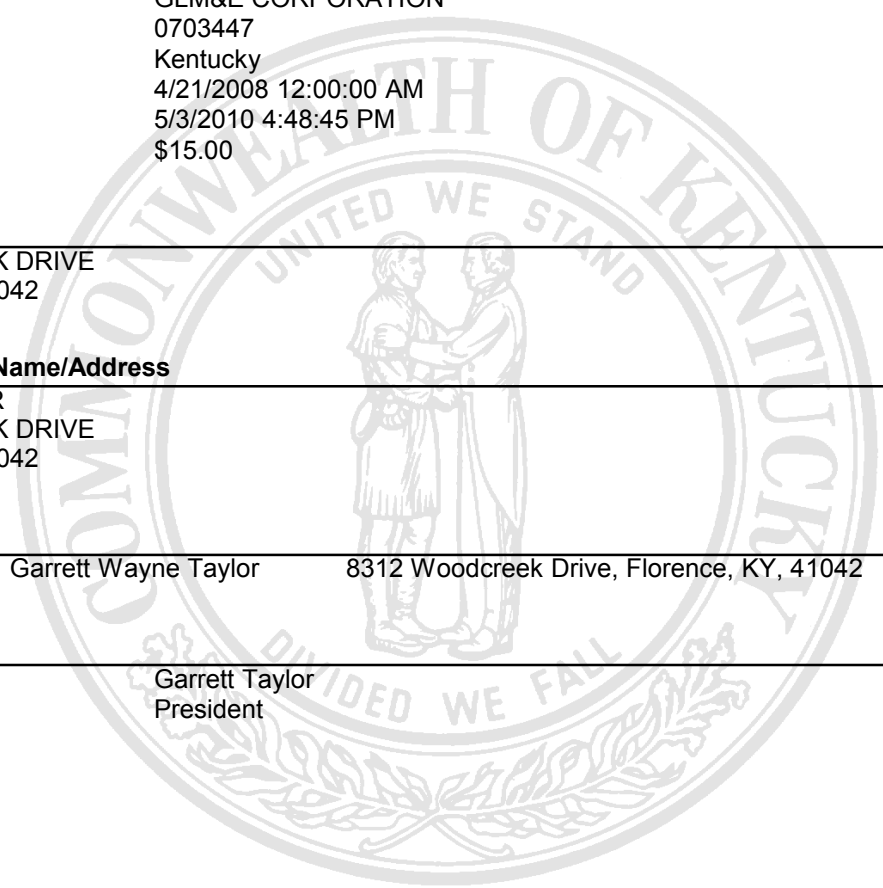 CORPORATION
0703447
Kentucky
4/21/2008 12:00:00 AM
5/3/2010 4:48:45 PM
$15.00
K DRIVE
042
Name/Address
R
K DRIVE
042
Garrett Wayne Taylor 8312 Woodcreek Drive, Florence, KY, 41042
Garrett Taylor
President
COMMONWEALTH OF KENTUCKY
UNITED WE STAND
DIVIDED WE FALL